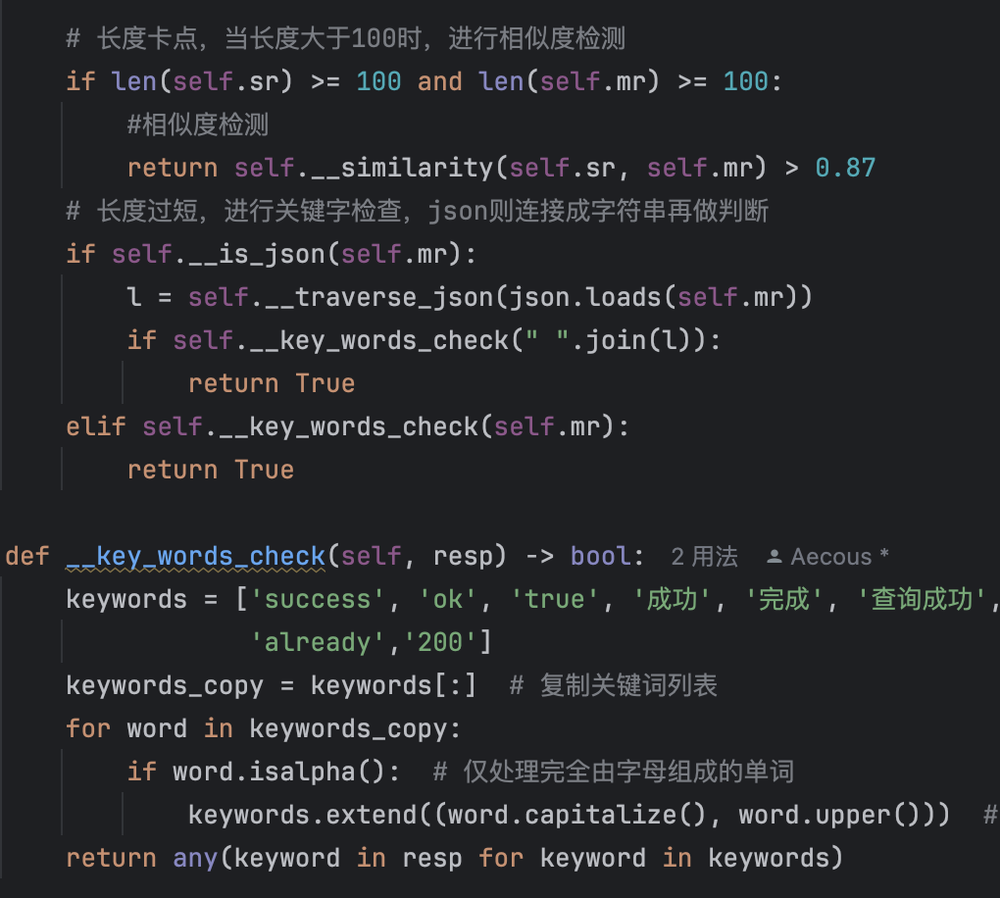 # 长度卡点，当长度大于100时，进行相似度检测
if len(self.sr) >= 100 and len(self.mr) >= 100:
#相似度检测
return self.__similarity(self.sr, self.mr) > 0.87
# 长度过短，进行关键字检查，json则连接成字符串再做判断
if self.__is_json(self.mr):
l = self.__traverse_json(json.loads(self.mr))
if self.__key_words_check(" ".join(l)):
return True
elif self.__key_words_check(self.mr):
return True
def __key_words_check(self, resp) -> bool: 2 用法 Aecous *
keywords = ['success', 'ok', 'true', '成功', '完成', '查询成功',
'already','200']
keywords_copy = keywords[:] # 复制关键词列表
for word in keywords_copy:
if word.isalpha(): # 仅处理完全由字母组成的单词
keywords.extend((word.capitalize(), word.upper())) #
return any(keyword in resp for keyword in keywords)